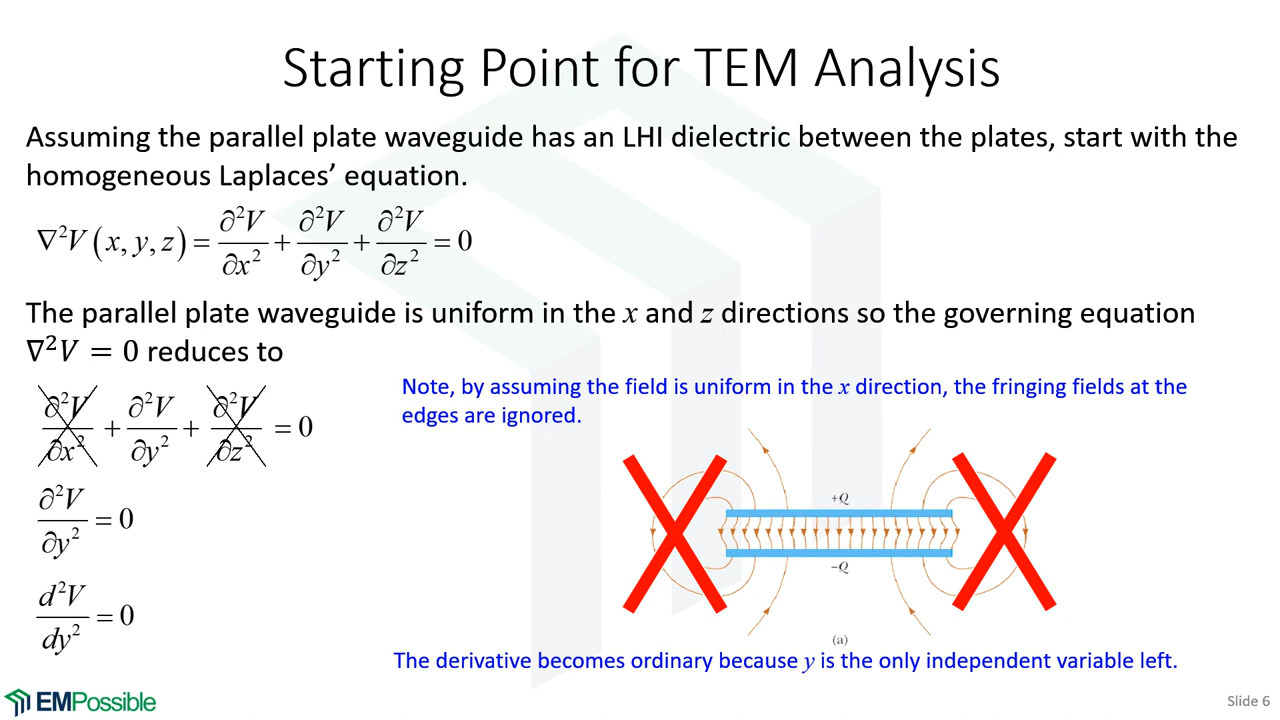 Starting Point for TEM Analysis
Assuming the parallel plate waveguide has an LHI dielectric between the plates, start with the
homogeneous Laplaces’ equation.
∇²V(x, y, z) = ∂²V/∂x² + ∂²V/∂y² + ∂²V/∂z² = 0
The parallel plate waveguide is uniform in the x and z directions so the governing equation
∇²V = 0 reduces to
∂²V/∂x² + ∂²V/∂y² + ∂²V/∂z² = 0
Note, by assuming the field is uniform in the x direction, the fringing fields at the
edges are ignored.
∂²V/∂y² = 0
d²V/dy² = 0
+Q
−Q
(a)
The derivative becomes ordinary because y is the only independent variable left.
EMPossible
Slide 6